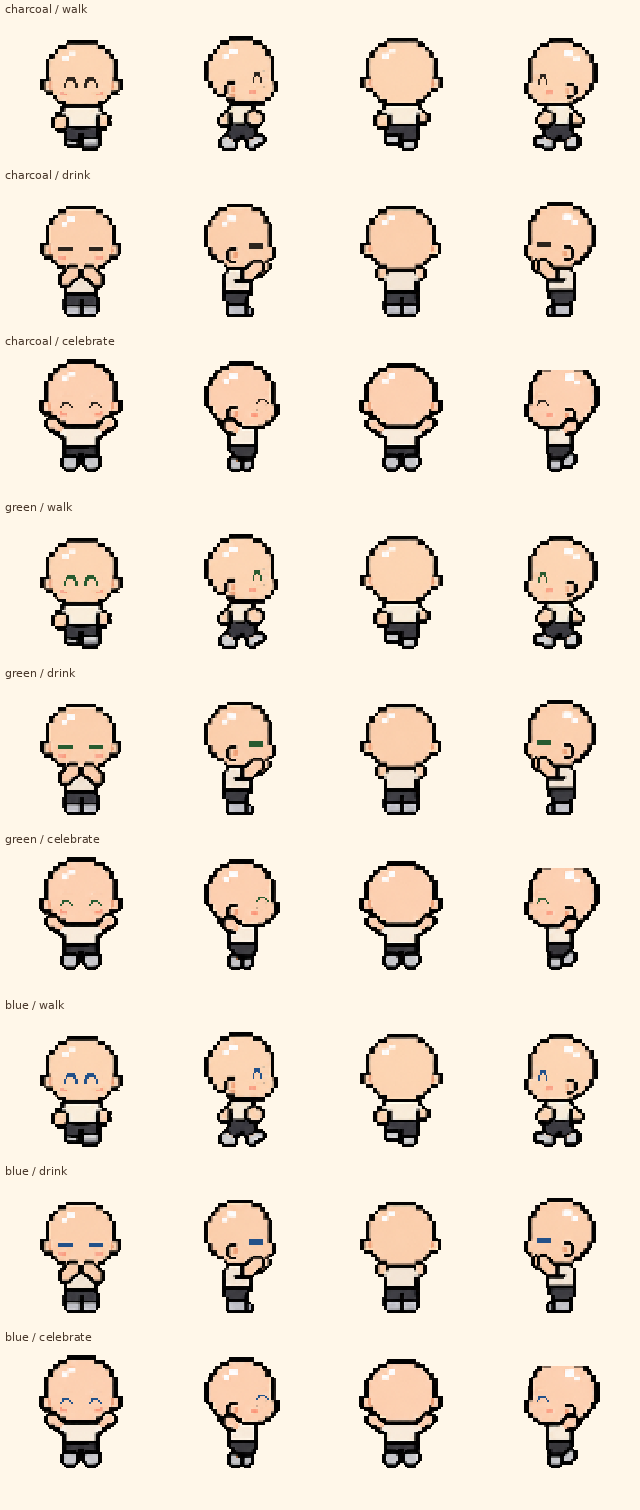 charcoal / walk
charcoal / drink
charcoal / celebrate
green / walk
green / drink
green / celebrate
blue / walk
blue / drink
blue / celebrate